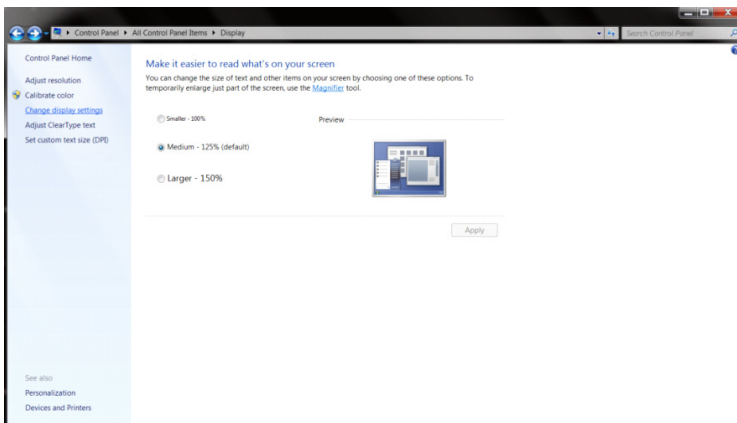 Control Panel ▸ All Control Panel Items ▸ Display
Search Control Panel
Control Panel Home
Adjust resolution
Calibrate color
Change display settings
Adjust ClearType text
Set custom text size (DPI)
Make it easier to read what's on your screen
You can change the size of text and other items on your screen by choosing one of these options. To
temporarily enlarge just part of the screen, use the Magnifier tool.
Smaller - 100%
Preview
Medium - 125% (default)
Larger - 150%
Apply
See also
Personalization
Devices and Printers